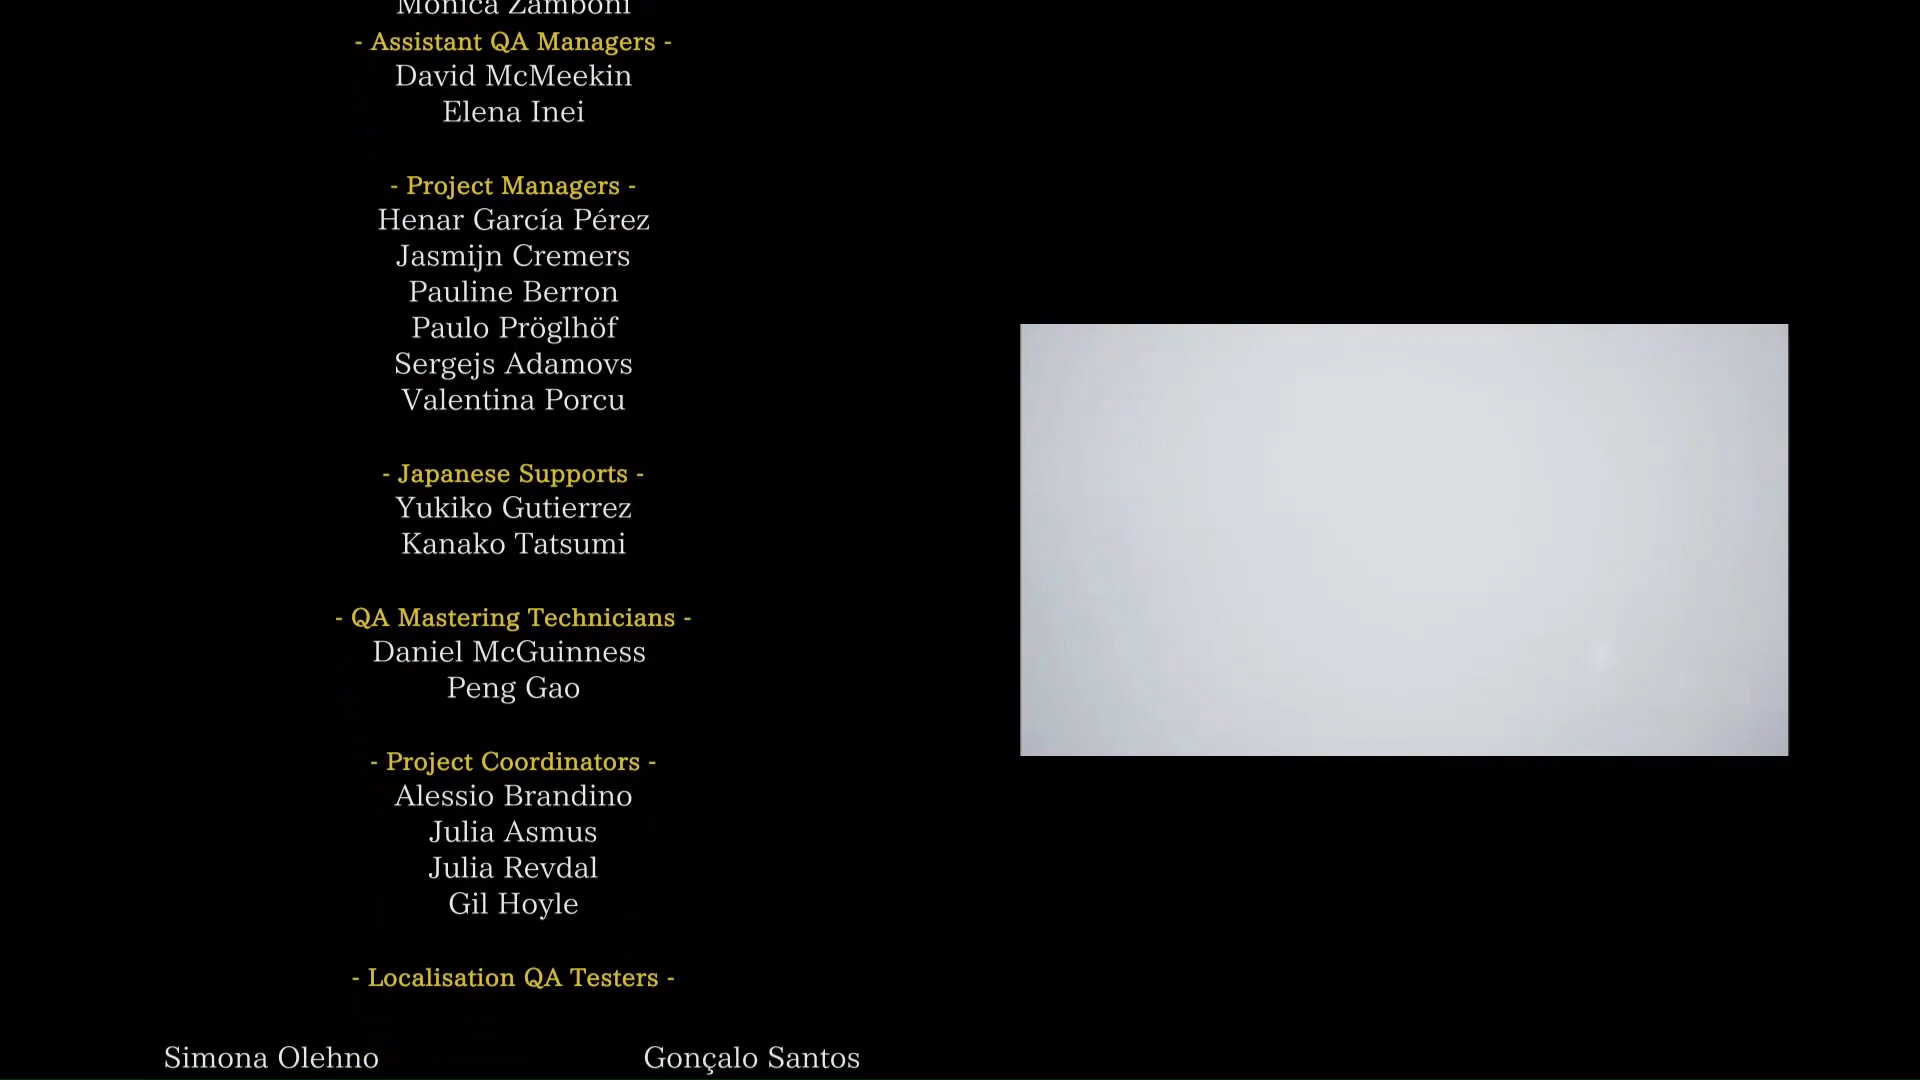 Monica Zamboni
- Assistant QA Managers -
David McMeekin
Elena Inei
- Project Managers -
Henar García Pérez
Jasmijn Cremers
Pauline Berron
Paulo Pröglhöf
Sergejs Adamovs
Valentina Porcu
- Japanese Supports -
Yukiko Gutierrez
Kanako Tatsumi
- QA Mastering Technicians -
Daniel McGuinness
Peng Gao
- Project Coordinators -
Alessio Brandino
Julia Asmus
Julia Revdal
Gil Hoyle
- Localisation QA Testers -
Simona Olehno Gonçalo Santos